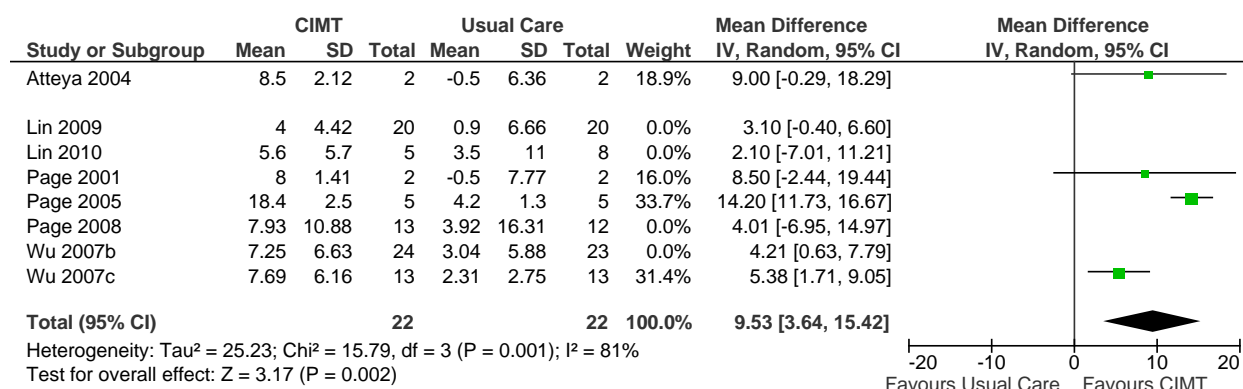 CIMT Usual Care Mean Difference Mean Difference
Study or Subgroup Mean SD Total Mean SD Total Weight IV, Random, 95% CI IV, Random, 95% CI
Atteya 2004 8.5 2.12 2 -0.5 6.36 2 18.9% 9.00 [-0.29, 18.29]
Lin 2009 4 4.42 20 0.9 6.66 20 0.0% 3.10 [-0.40, 6.60]
Lin 2010 5.6 5.7 5 3.5 11 8 0.0% 2.10 [-7.01, 11.21]
Page 2001 8 1.41 2 -0.5 7.77 2 16.0% 8.50 [-2.44, 19.44]
Page 2005 18.4 2.5 5 4.2 1.3 5 33.7% 14.20 [11.73, 16.67]
Page 2008 7.93 10.88 13 3.92 16.31 12 0.0% 4.01 [-6.95, 14.97]
Wu 2007b 7.25 6.63 24 3.04 5.88 23 0.0% 4.21 [0.63, 7.79]
Wu 2007c 7.69 6.16 13 2.31 2.75 13 31.4% 5.38 [1.71, 9.05]
Total (95% CI) 22 22 100.0% 9.53 [3.64, 15.42]
Heterogeneity: Tau² = 25.23; Chi² = 15.79, df = 3 (P = 0.001); I² = 81%
Test for overall effect: Z = 3.17 (P = 0.002)
-20 -10 0 10 20
Favours Usual Care Favours CIMT